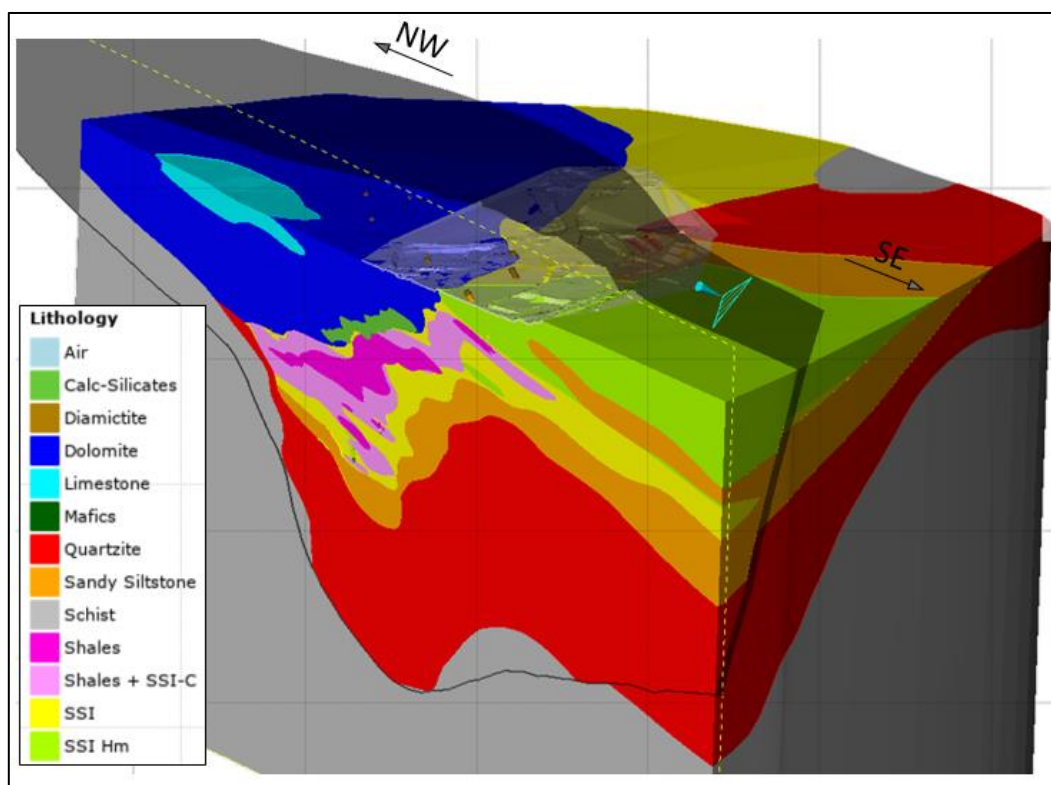 NW
SE
Lithology
Air
Calc-Silicates
Diamictite
Dolomite
Limestone
Mafics
Quartzite
Sandy Siltstone
Schist
Shales
Shales + SSI-C
SSI
SSI Hm